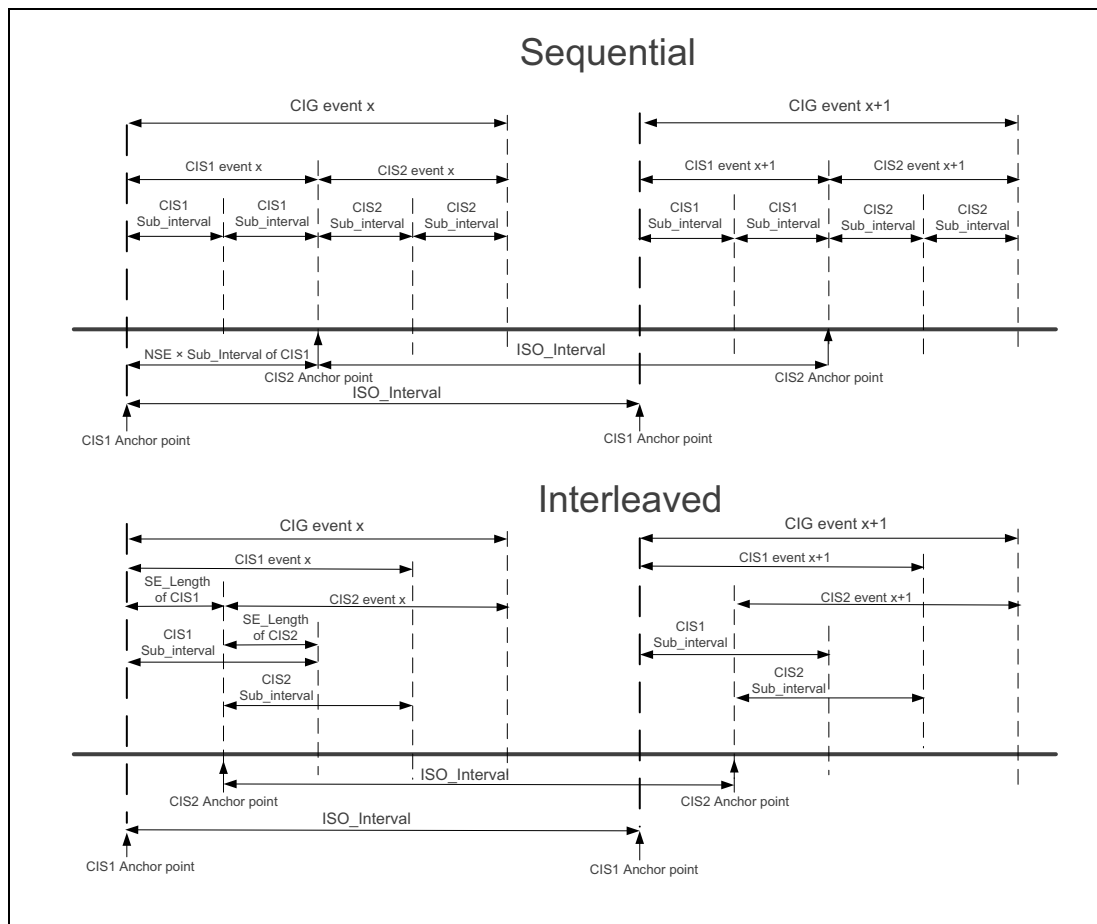 Sequential
CIG event x
CIG event x+1
CIS1 event x
CIS2 event x
CIS1 event x+1
CIS2 event x+1
CIS1
Sub_interval
CIS1
Sub_interval
CIS2
Sub_interval
CIS2
Sub_interval
CIS1
Sub_interval
CIS1
Sub_interval
CIS2
Sub_interval
CIS2
Sub_interval
NSE × Sub_Interval of CIS1
ISO_Interval
CIS2 Anchor point
CIS2 Anchor point
ISO_Interval
CIS1 Anchor point
CIS1 Anchor point
Interleaved
CIG event x
CIG event x+1
CIS1 event x
CIS1 event x+1
SE_Length
of CIS1
CIS2 event x
CIS2 event x+1
SE_Length
of CIS2
CIS1
Sub_interval
CIS1
Sub_interval
CIS2
Sub_interval
CIS2
Sub_interval
ISO_Interval
CIS2 Anchor point
CIS2 Anchor point
ISO_Interval
CIS1 Anchor point
CIS1 Anchor point